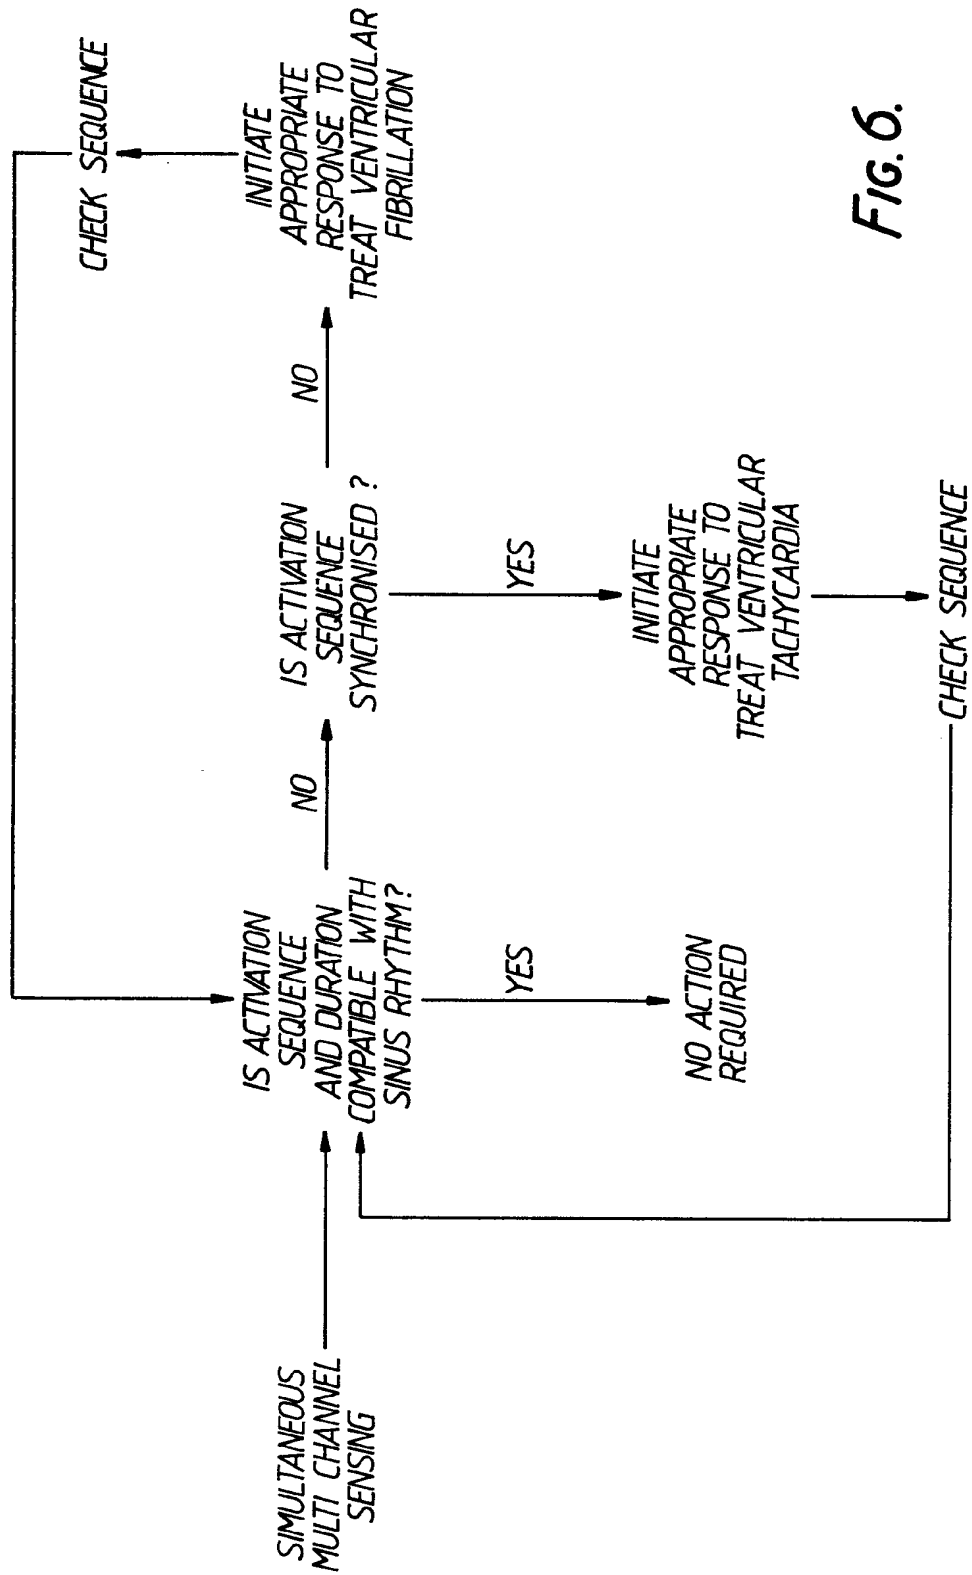 SIMULTANEOUS
MULTI CHANNEL
SENSING
IS ACTIVATION
SEQUENCE
AND DURATION
COMPATIBLE WITH
SINUS RHYTHM?
YES
NO ACTION
REQUIRED
NO
IS ACTIVATION
SEQUENCE
SYNCHRONISED ?
YES
INITIATE
APPROPRIATE
RESPONSE TO
TREAT VENTRICULAR
TACHYCARDIA
CHECK SEQUENCE
NO
INITIATE
APPROPRIATE
RESPONSE TO
TREAT VENTRICULAR
FIBRILLATION
CHECK SEQUENCE
FIG. 6.